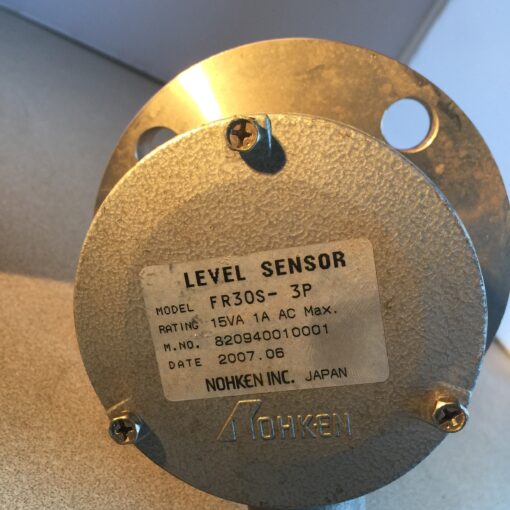 LEVEL SENSOR
MODEL FR30S- 3P
RATING 15VA 1A AC Max.
M.NO. 820940010001
DATE 2007.06
NOHKEN INC. JAPAN
NOHKEN